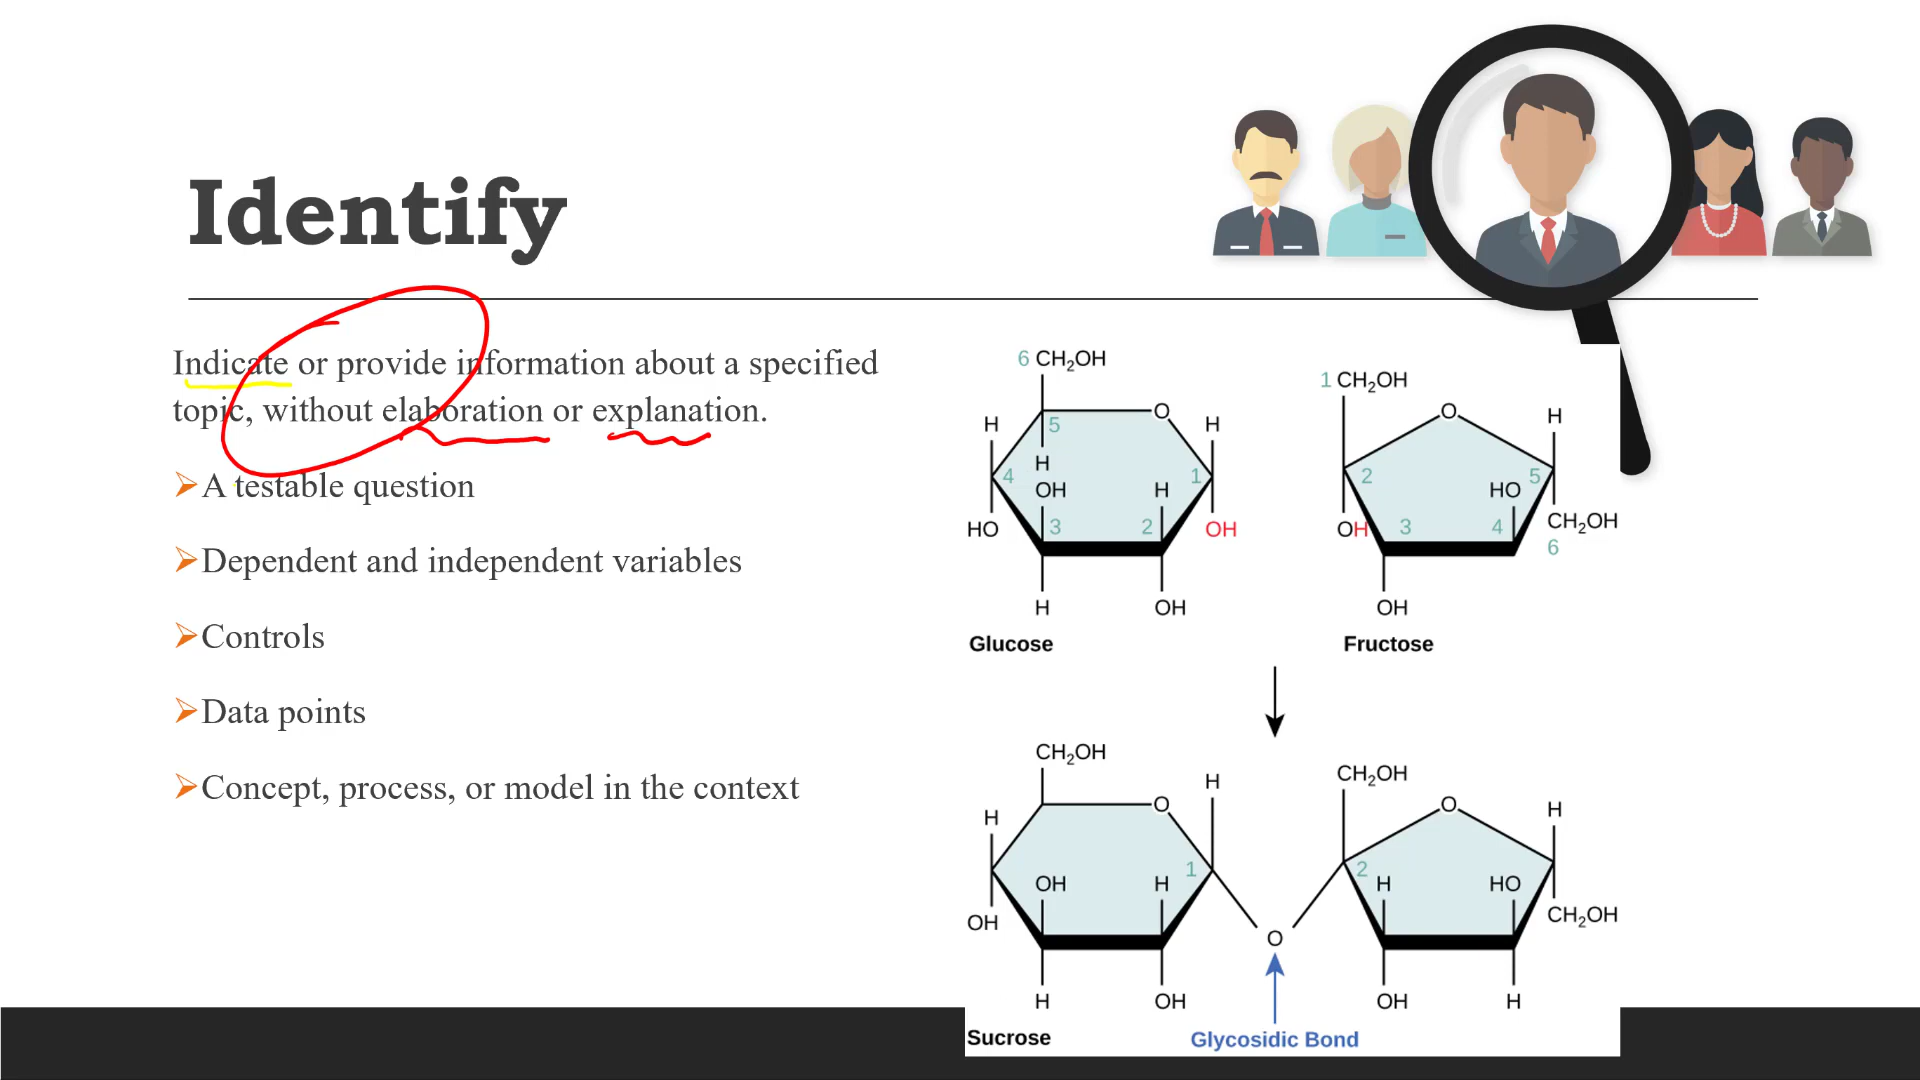 Identify
Indicate or provide information about a specified
topic, without elaboration or explanation.
A testable question
Dependent and independent variables
Controls
Data points
Concept, process, or model in the context
6 CH₂OH
H
O
H
5
H
4
1
OH
H
HO
3
2
OH
H
OH
Glucose
1 CH₂OH
O
H
2
5
HO
OH
3
4
CH₂OH
6
OH
Fructose
CH₂OH
H
O
H
1
OH
H
OH
H
OH
O
CH₂OH
O
H
2
H
HO
CH₂OH
OH
H
Sucrose
Glycosidic Bond